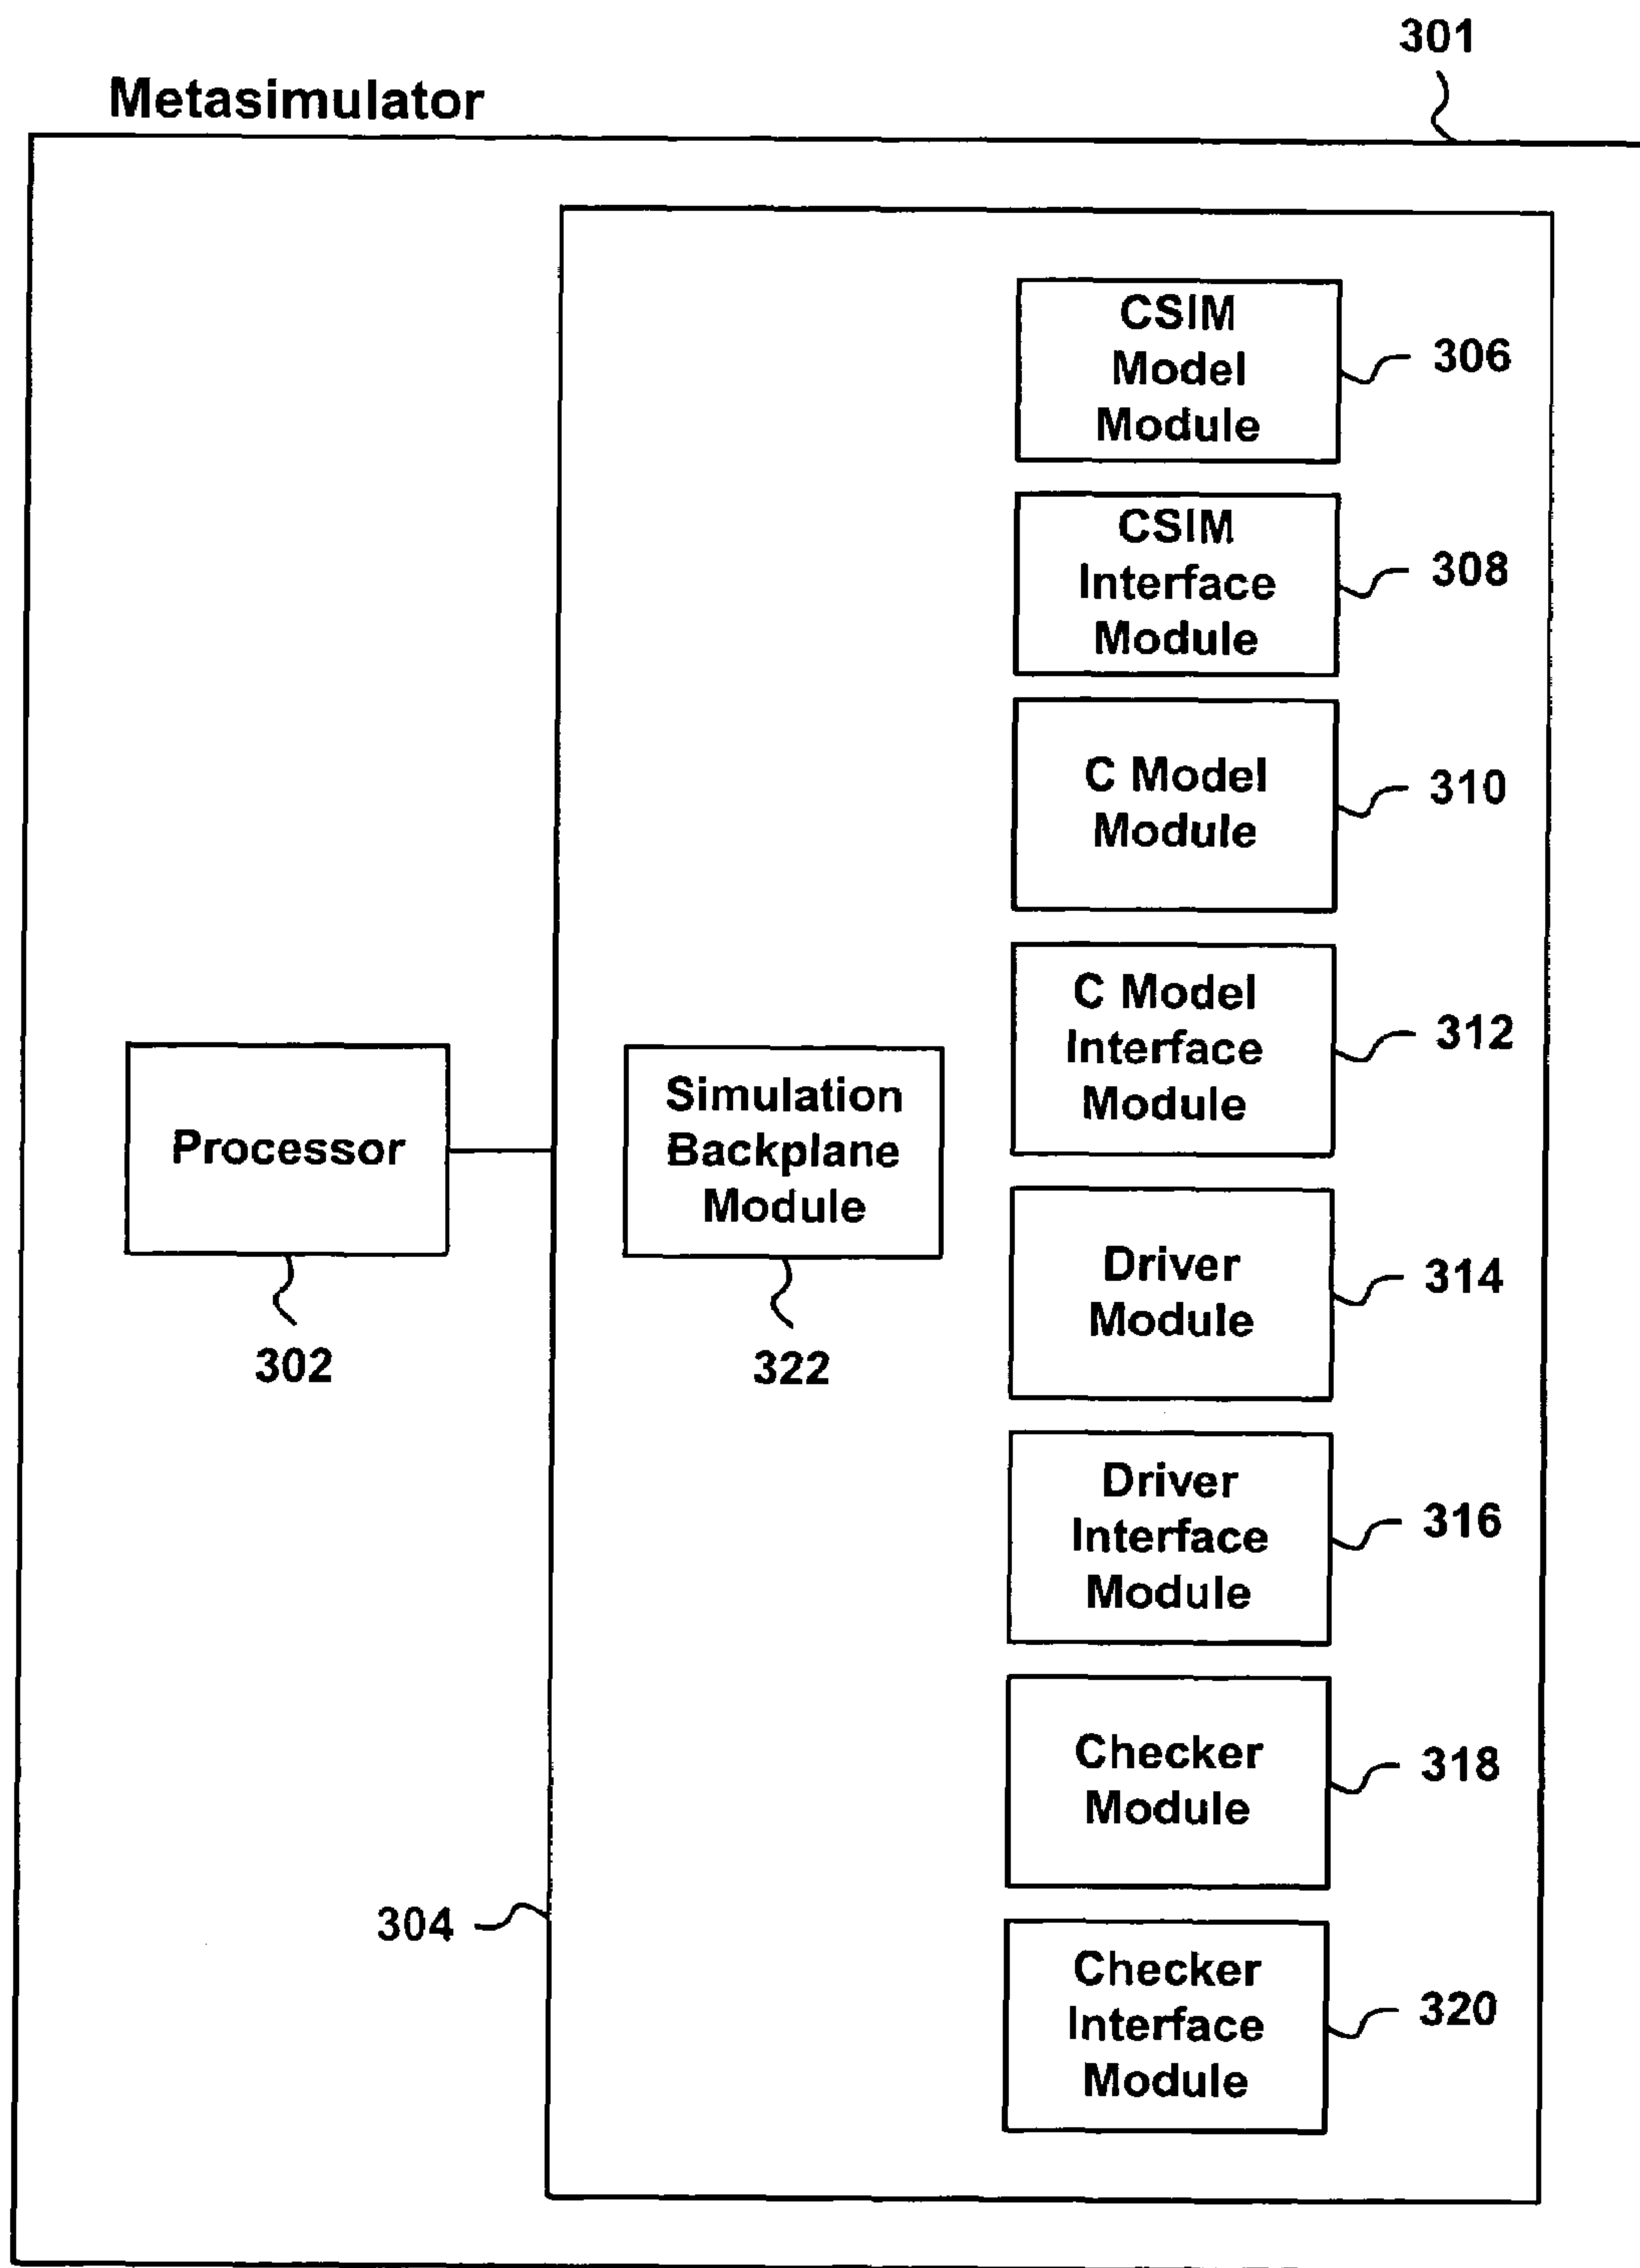 301
Metasimulator
CSIM
Model
Module
306
CSIM
Interface
Module
308
C Model
Module
310
C Model
Interface
Module
312
Processor
302
Simulation
Backplane
Module
322
Driver
Module
314
Driver
Interface
Module
316
Checker
Module
318
304
Checker
Interface
Module
320